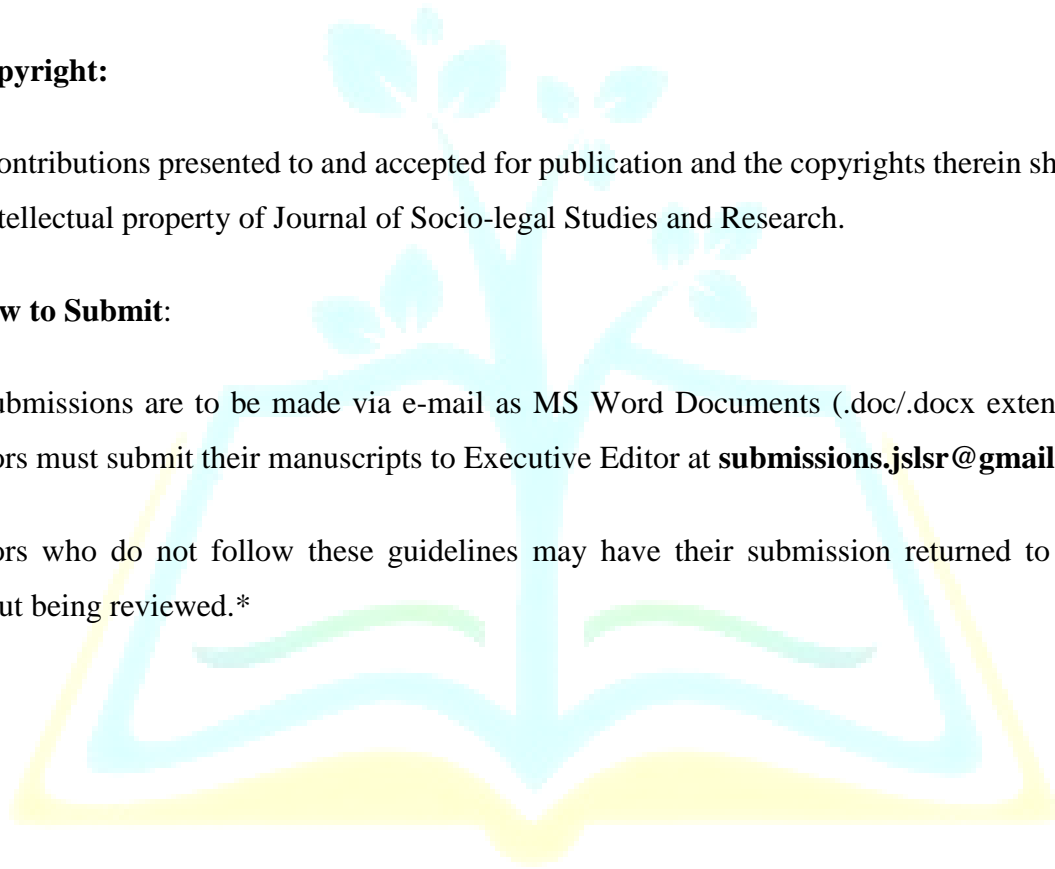 pyright:
ontributions presented to and accepted for publication and the copyrights therein sh
tellectual property of Journal of Socio-legal Studies and Research.
w to Submit:
ubmissions are to be made via e-mail as MS Word Documents (.doc/.docx exten
ors must submit their manuscripts to Executive Editor at submissions.jslsr@gmail
ors who do not follow these guidelines may have their submission returned to
ut being reviewed.*